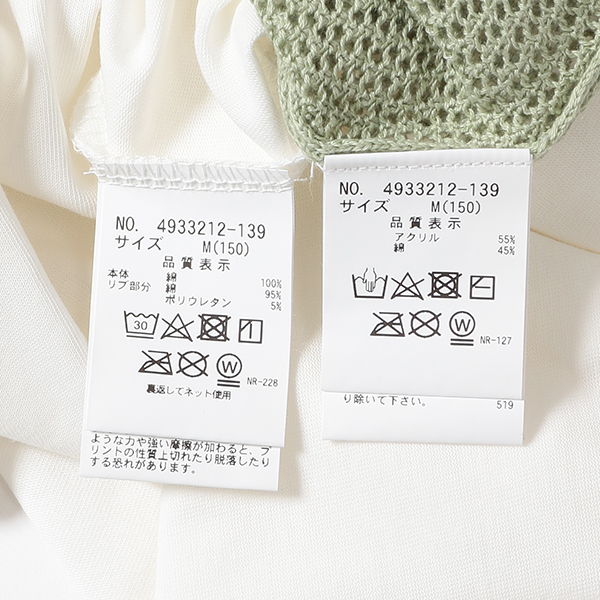 NO. 4933212-139
サイズ M(150)
品質表示
本体 綿 100%
リブ部分 綿 95%
ポリウレタン 5%
30
W
NR-228
裏返してネット使用
ような力や強い摩擦が加わると、プ
リントの性質上切れたり脱落したり
する恐れがあります。
NO. 4933212-139
サイズ M(150)
品質表示
アクリル 55%
綿 45%
W
NR-127
り除いて下さい。 519